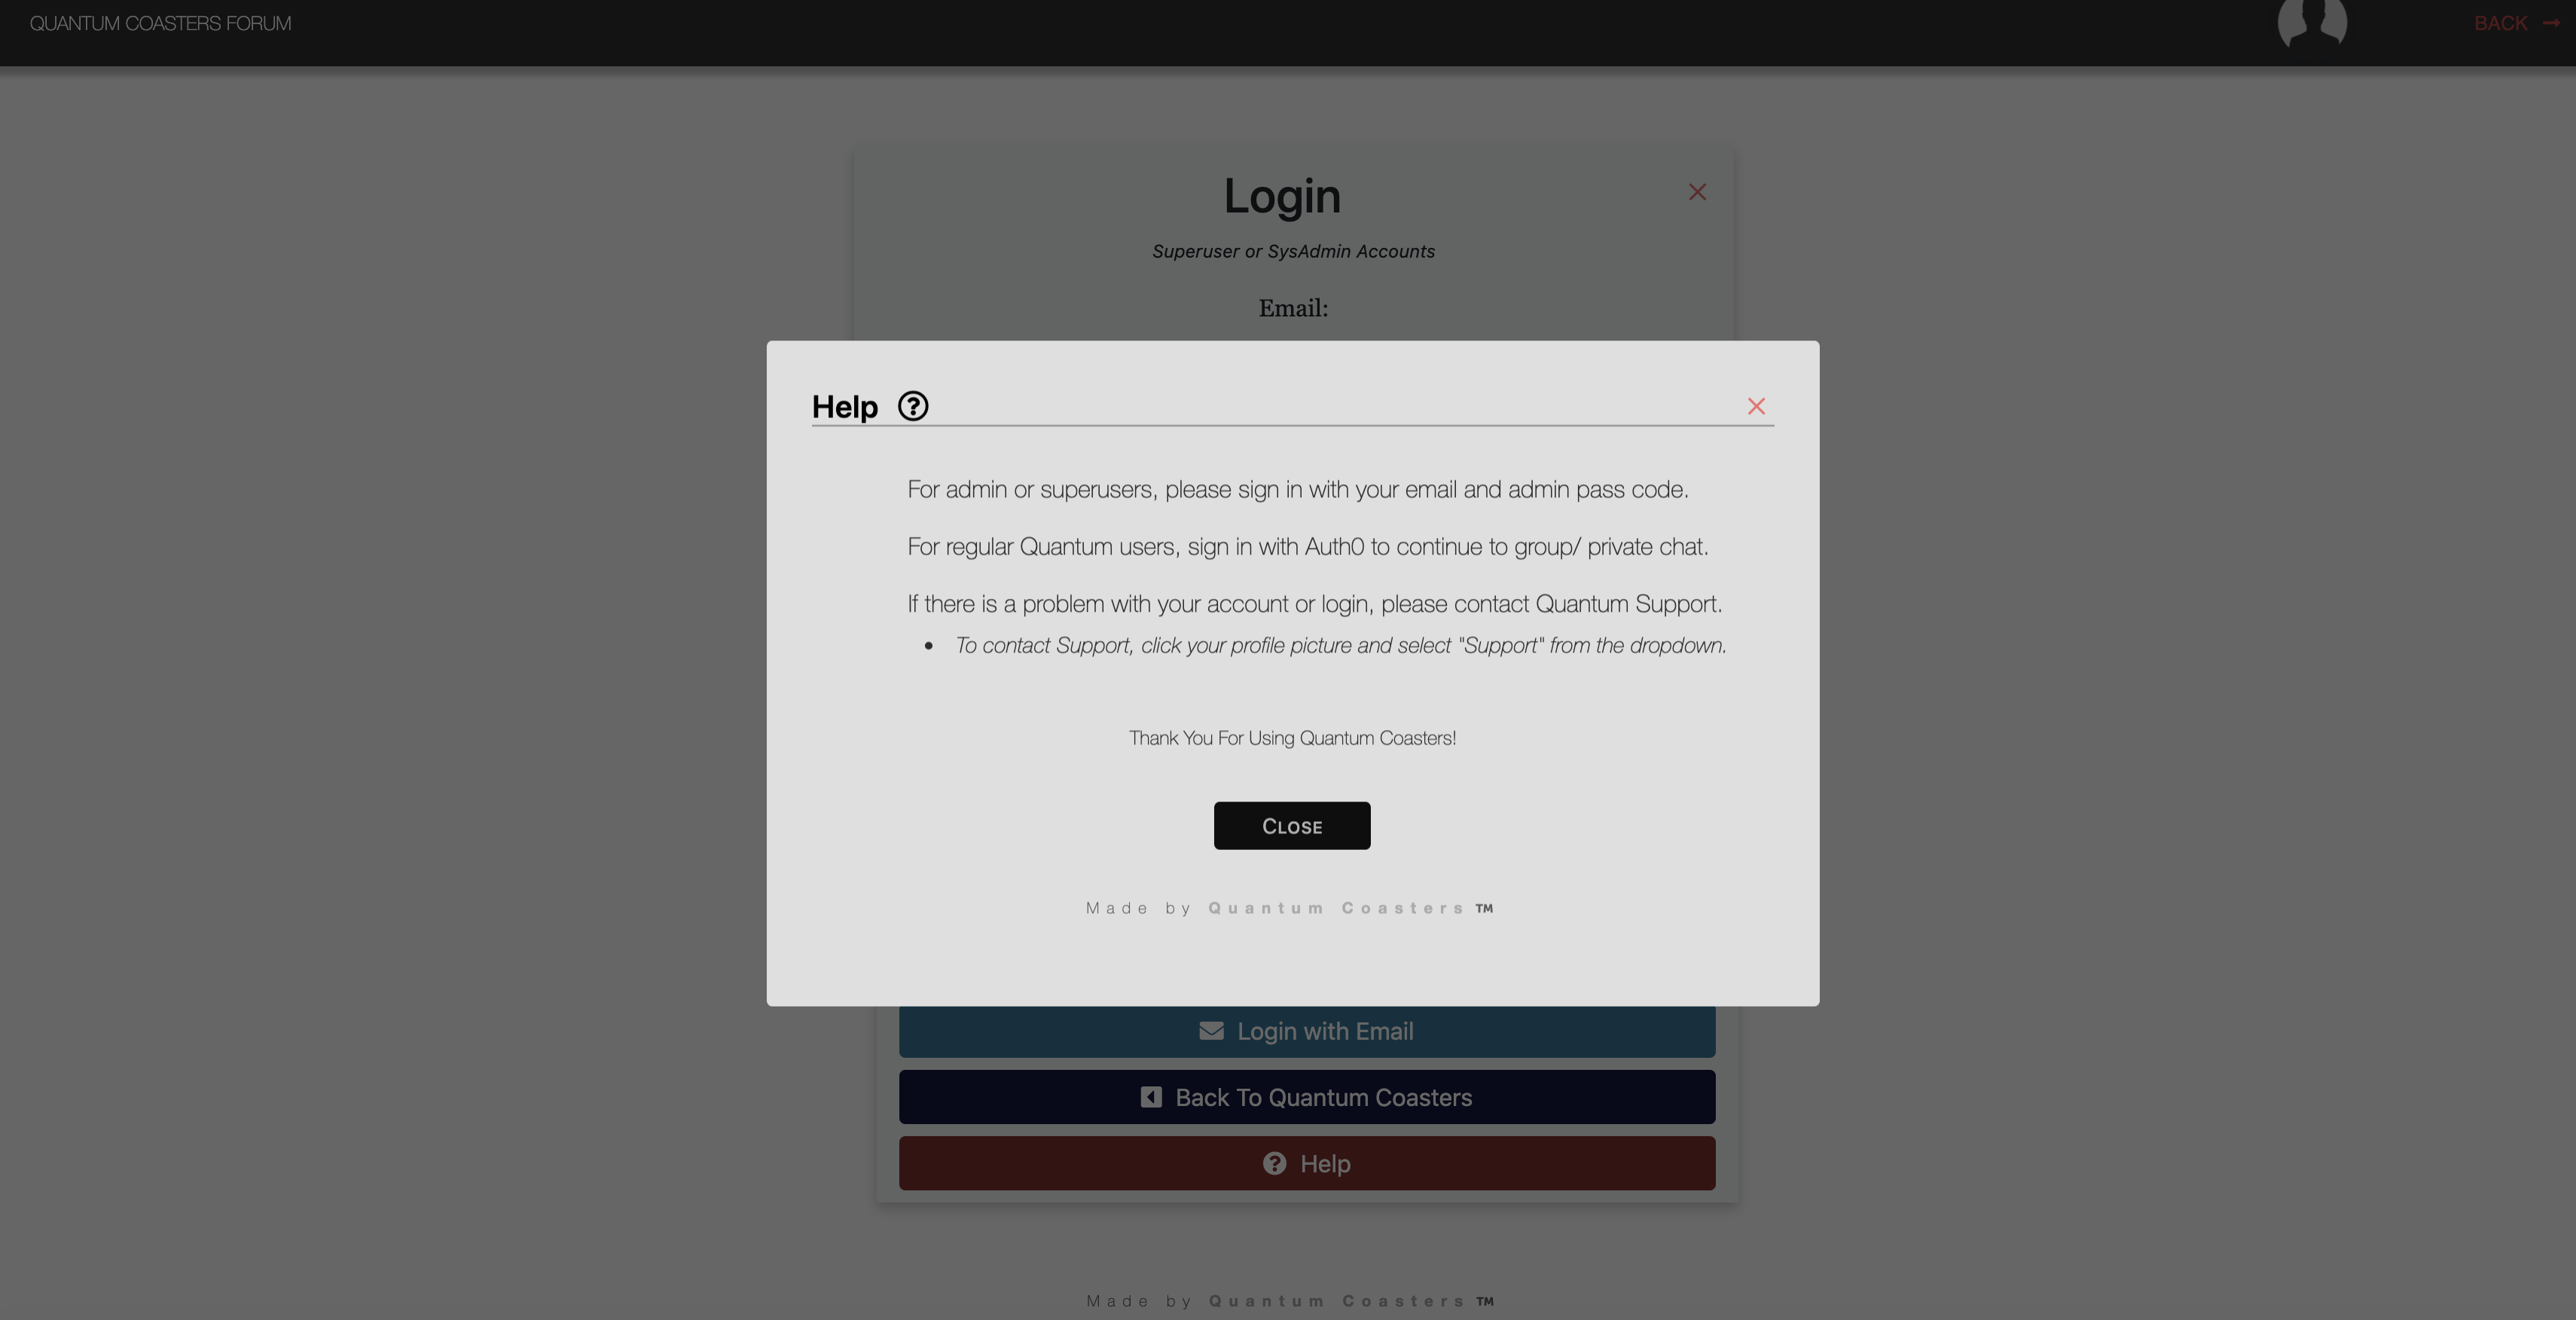 QUANTUM COASTERS FORUM
BACK
Login
Superuser or SysAdmin Accounts
Email:
Help
For admin or superusers, please sign in with your email and admin pass code.
For regular Quantum users, sign in with Auth0 to continue to group/ private chat.
If there is a problem with your account or login, please contact Quantum Support.
• To contact Support, click your profile picture and select "Support" from the dropdown.
Thank You For Using Quantum Coasters!
CLOSE
Made by Quantum Coasters ™
Login with Email
Back To Quantum Coasters
Help
Made by Quantum Coasters ™